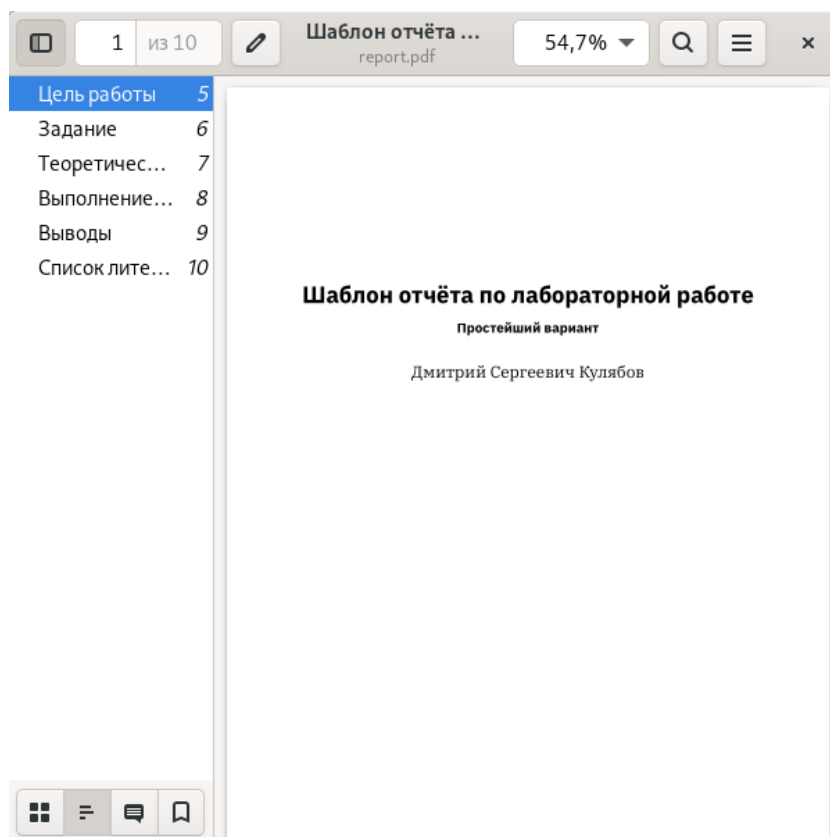 1 из 10 Шаблон отчёта ... 54,7%
report.pdf
Цель работы 5
Задание 6
Теоретичес... 7
Выполнение... 8
Выводы 9
Список лите... 10
Шаблон отчёта по лабораторной работе
Простейший вариант
Дмитрий Сергеевич Кулябов